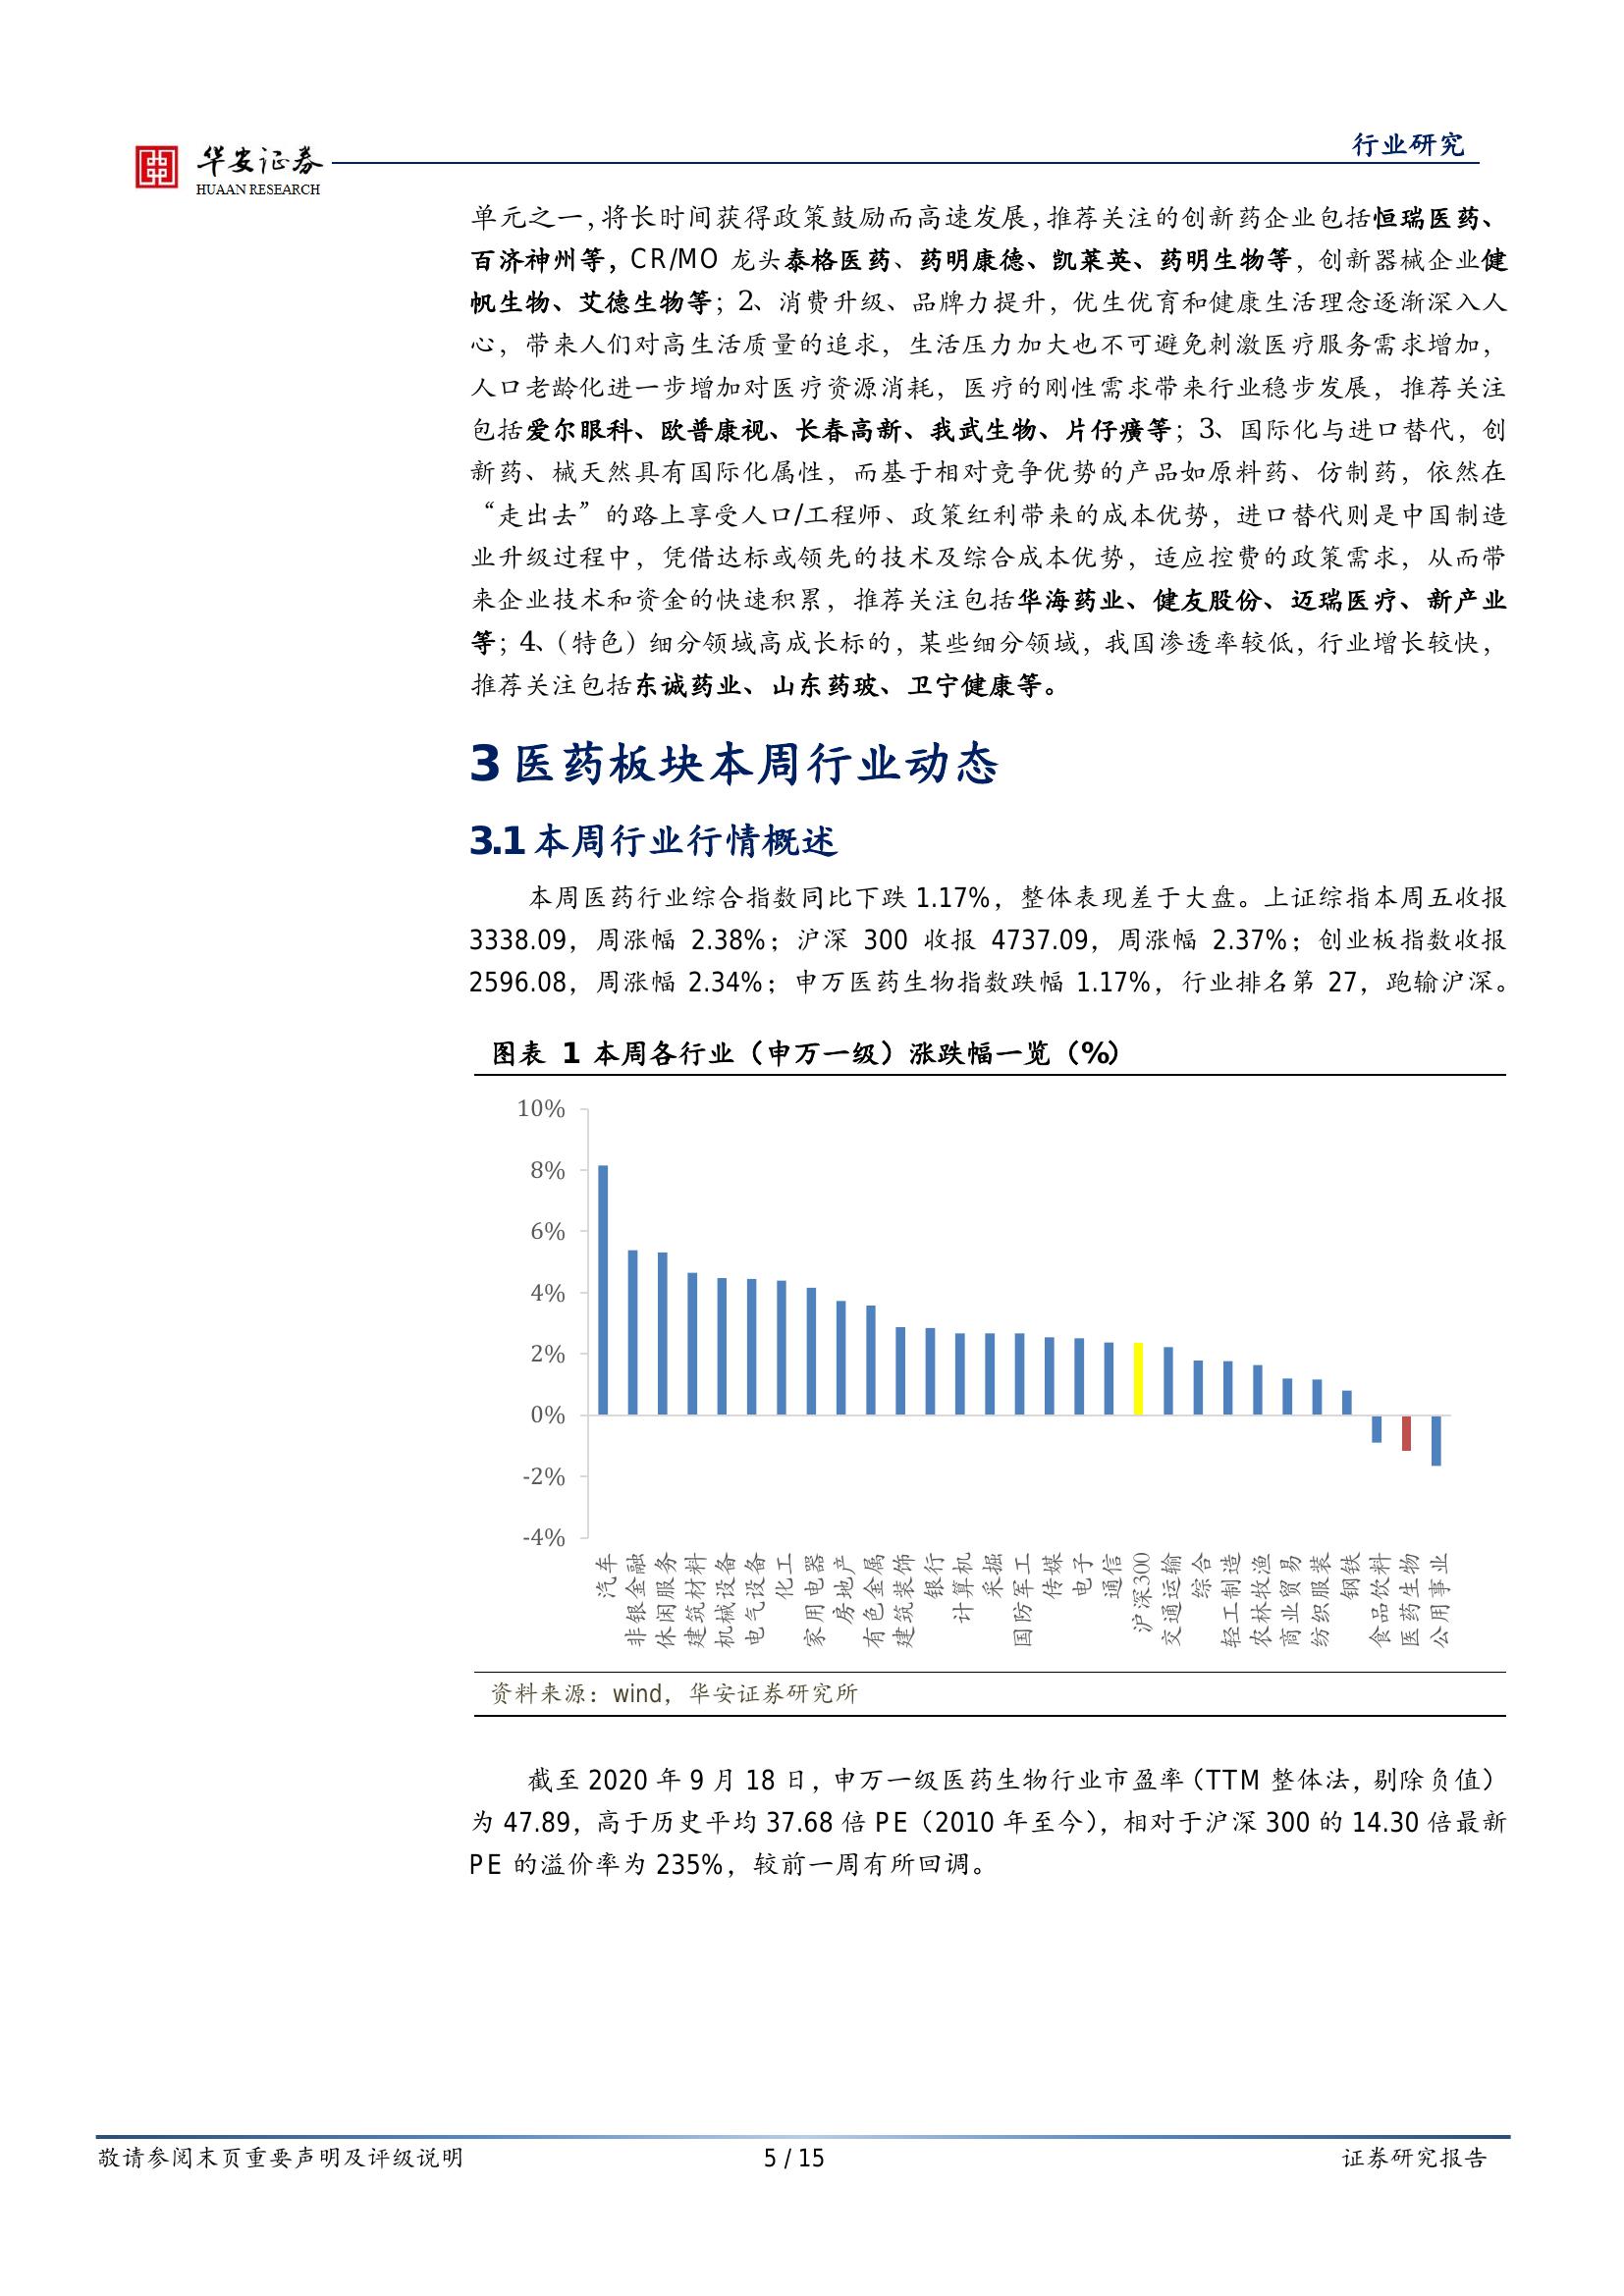 华安证券
HUAAN RESEARCH
行业研究
单元之一，将长时间获得政策鼓励而高速发展，推荐关注的创新药企业包括恒瑞医药、
百济神州等，CR/MO 龙头泰格医药、药明康德、凯莱英、药明生物等，创新器械企业健
帆生物、艾德生物等；2、消费升级、品牌力提升，优生优育和健康生活理念逐渐深入人
心，带来人们对高生活质量的追求，生活压力加大也不可避免刺激医疗服务需求增加，
人口老龄化进一步增加对医疗资源消耗，医疗的刚性需求带来行业稳步发展，推荐关注
包括爱尔眼科、欧普康视、长春高新、我武生物、片仔癀等；3、国际化与进口替代，创
新药、械天然具有国际化属性，而基于相对竞争优势的产品如原料药、仿制药，依然在
“走出去”的路上享受人口/工程师、政策红利带来的成本优势，进口替代则是中国制造
业升级过程中，凭借达标或领先的技术及综合成本优势，适应控费的政策需求，从而带
来企业技术和资金的快速积累，推荐关注包括华海药业、健友股份、迈瑞医疗、新产业
等；4、（特色）细分领域高成长标的，某些细分领域，我国渗透率较低，行业增长较快，
推荐关注包括东诚药业、山东药玻、卫宁健康等。
3 医药板块本周行业动态
3.1 本周行业行情概述
本周医药行业综合指数同比下跌 1.17%，整体表现差于大盘。上证综指本周五收报
3338.09，周涨幅 2.38%；沪深 300 收报 4737.09，周涨幅 2.37%；创业板指数收报
2596.08，周涨幅 2.34%；申万医药生物指数跌幅 1.17%，行业排名第 27，跑输沪深。
图表 1 本周各行业（申万一级）涨跌幅一览（%）
10%
8%
6%
4%
2%
0%
-2%
-4%
汽车
非银金融
休闲服务
建筑材料
机械设备
电气设备
化工
家用电器
房地产
有色金属
建筑装饰
银行
计算机
采掘
国防军工
传媒
电子
通信
沪深300
交通运输
综合
轻工制造
农林牧渔
商业贸易
纺织服装
钢铁
食品饮料
医药生物
公用事业
资料来源：wind，华安证券研究所
截至 2020 年 9 月 18 日，申万一级医药生物行业市盈率（TTM 整体法，剔除负值）
为 47.89，高于历史平均 37.68 倍 PE（2010 年至今），相对于沪深 300 的 14.30 倍最新
PE 的溢价率为 235%，较前一周有所回调。
敬请参阅末页重要声明及评级说明
5 / 15
证券研究报告